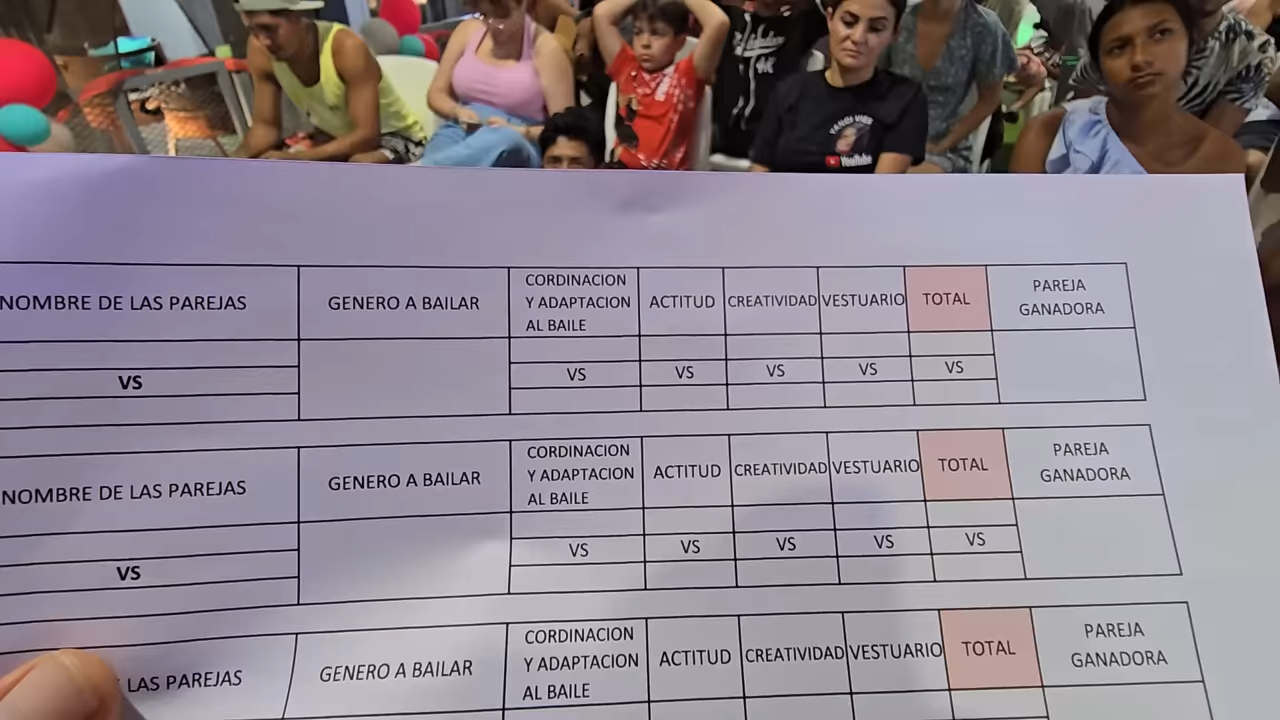 YouTube
NOMBRE DE LAS PAREJAS
GENERO A BAILAR
CORDINACION
Y ADAPTACION
AL BAILE
ACTITUD
CREATIVIDAD
VESTUARIO
TOTAL
PAREJA
GANADORA
VS
VS
VS
VS
VS
VS
NOMBRE DE LAS PAREJAS
GENERO A BAILAR
CORDINACION
Y ADAPTACION
AL BAILE
ACTITUD
CREATIVIDAD
VESTUARIO
TOTAL
PAREJA
GANADORA
VS
VS
VS
VS
VS
VS
LAS PAREJAS
GENERO A BAILAR
CORDINACION
Y ADAPTACION
AL BAILE
ACTITUD
CREATIVIDAD
VESTUARIO
TOTAL
PAREJA
GANADORA